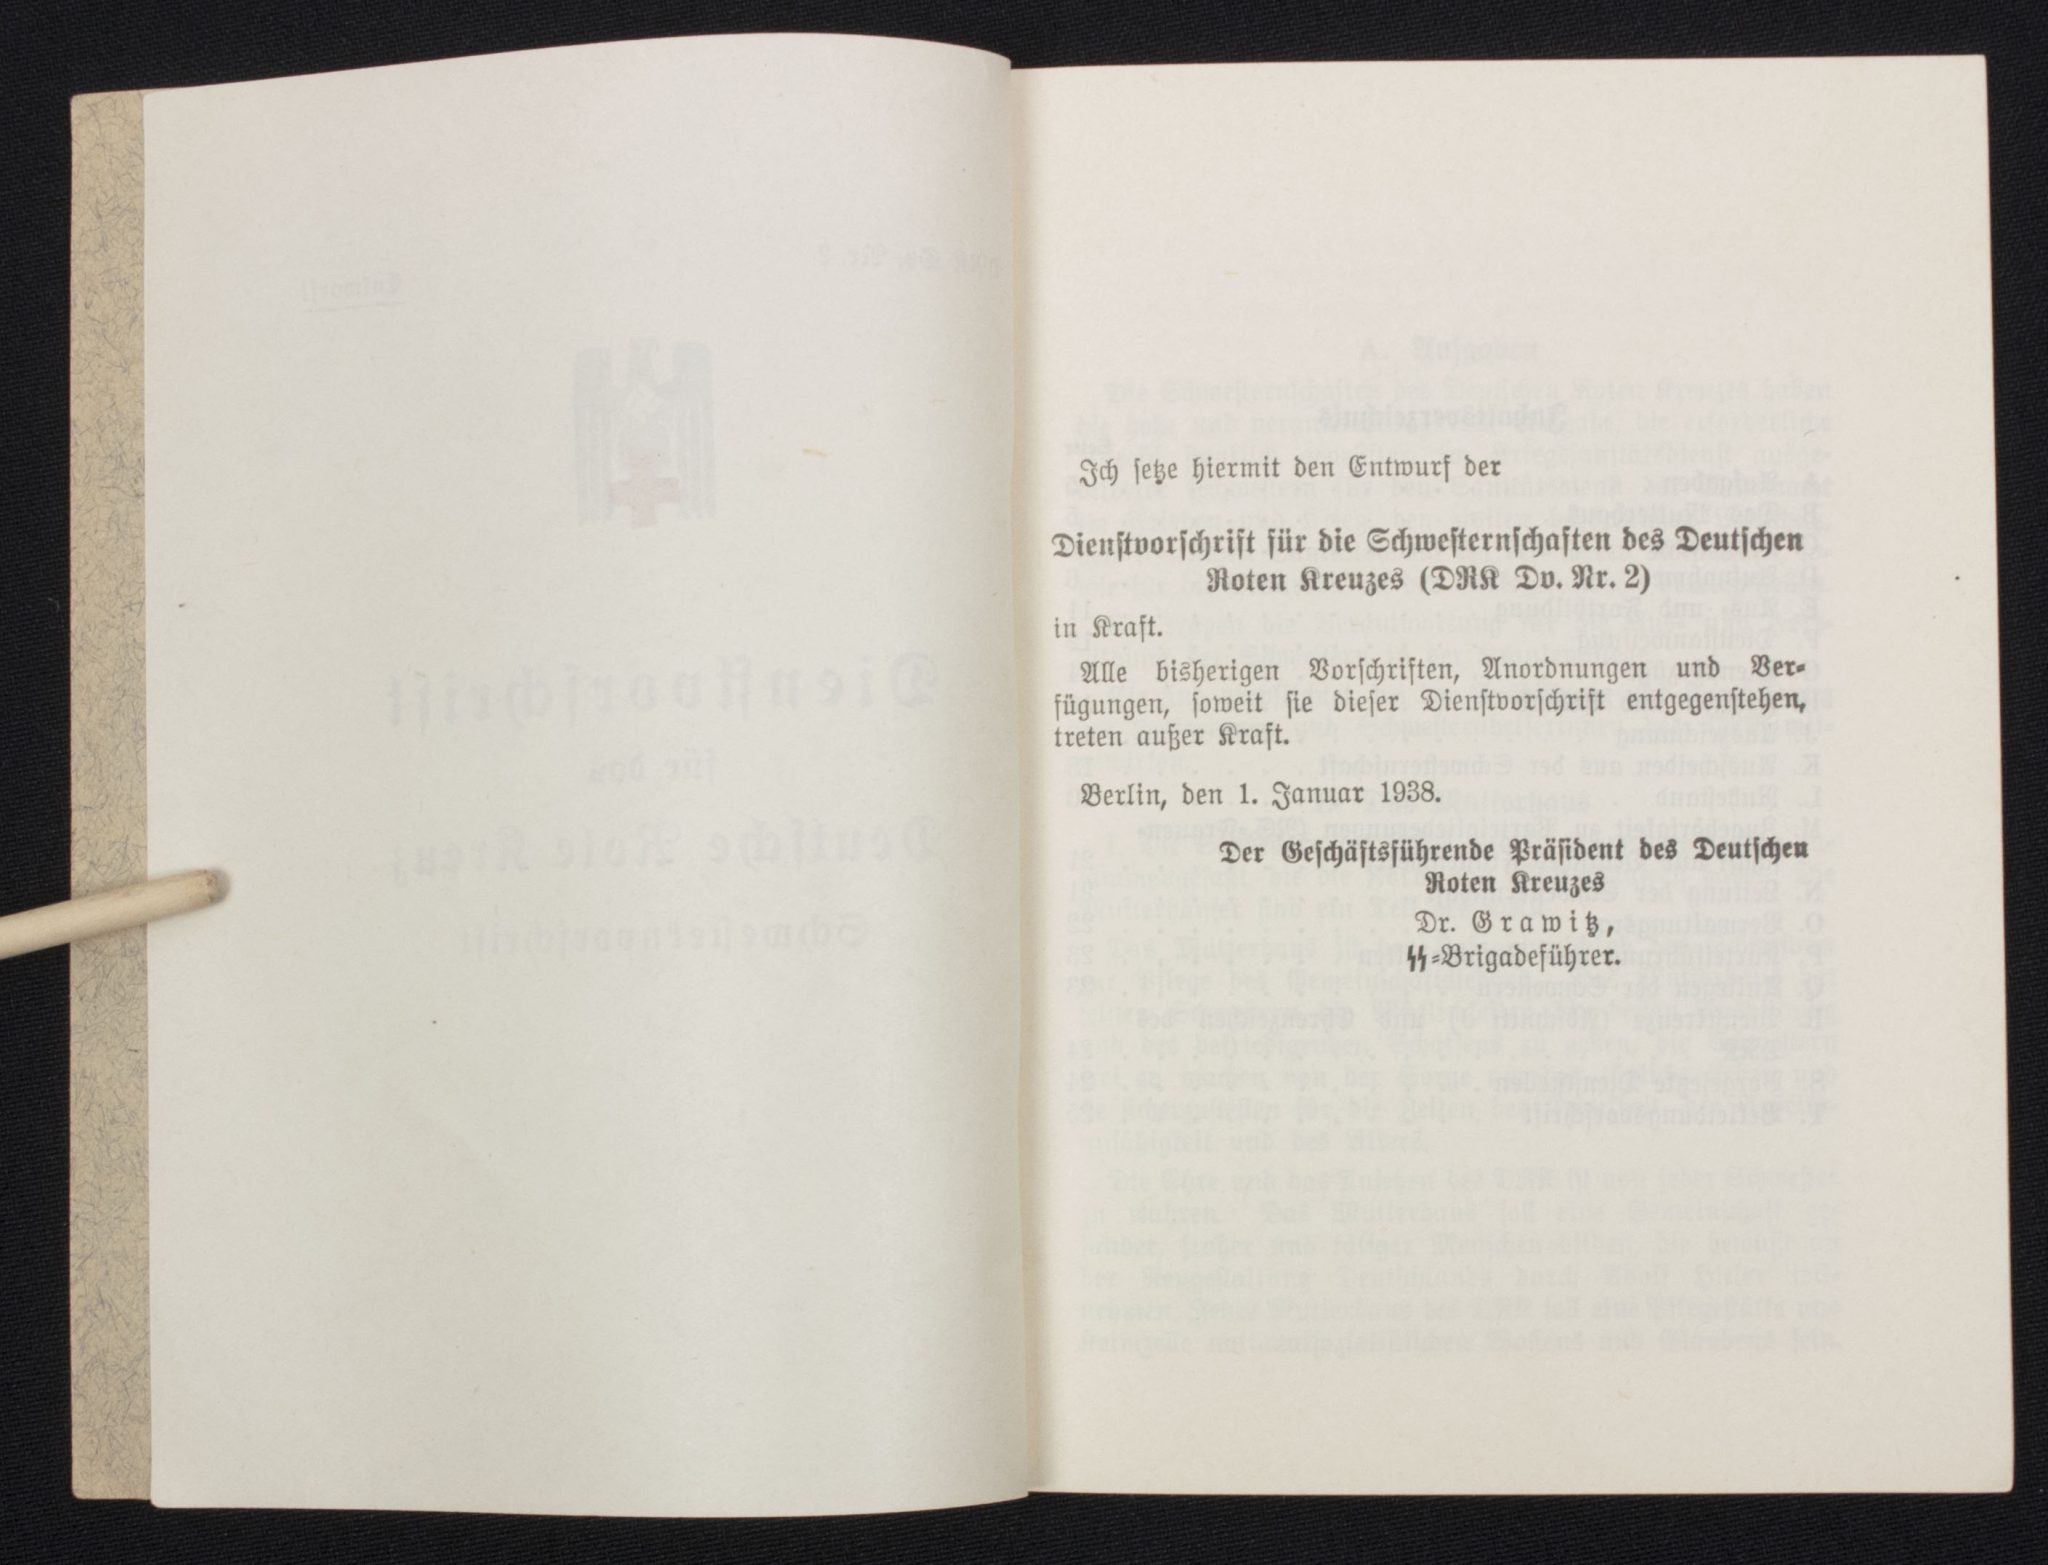 Ich setze hiermit den Entwurf der
Dienstvorschrift für die Schwesternschaften des Deutschen
Roten Kreuzes (DRK Dv. Nr. 2)
in Kraft.
Alle bisherigen Vorschriften, Anordnungen und Ver-
fügungen, soweit sie dieser Dienstvorschrift entgegenstehen,
treten außer Kraft.
Berlin, den 1. Januar 1938.
Der Geschäftsführende Präsident des Deutschen
Roten Kreuzes
Dr. Grawitz,
SS-Brigadeführer.